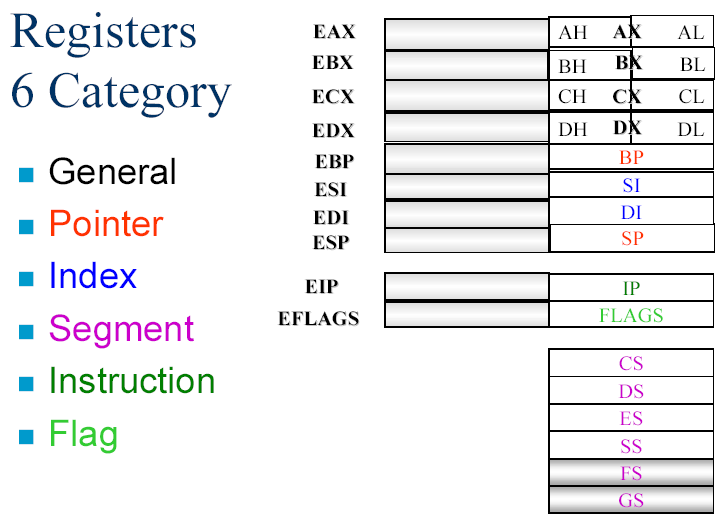 Registers
6 Category
General
Pointer
Index
Segment
Instruction
Flag
EAX AH AX AL
EBX BH BX BL
ECX CH CX CL
EDX DH DX DL
EBP BP
ESI SI
EDI DI
ESP SP
EIP IP
EFLAGS FLAGS
CS
DS
ES
SS
FS
GS